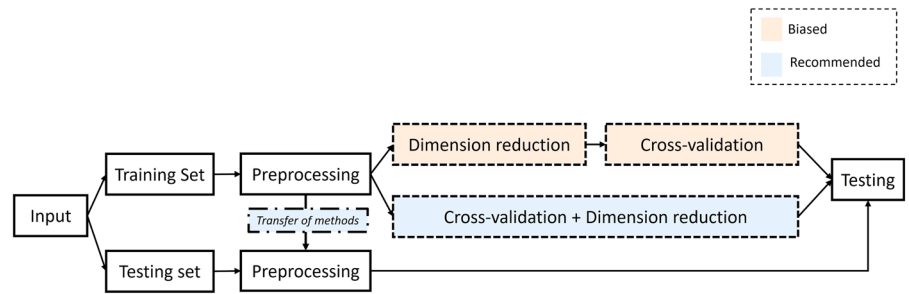 Biased
Recommended
Dimension reduction
Cross-validation
Training Set
Preprocessing
Testing
Input
Transfer of methods
Cross-validation + Dimension reduction
Testing set
Preprocessing